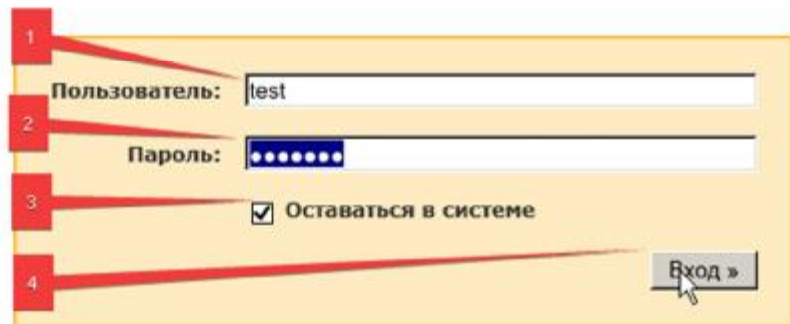 1
Пользователь: test
2
Пароль: •••••••
3
Оставаться в системе
4
Вход »